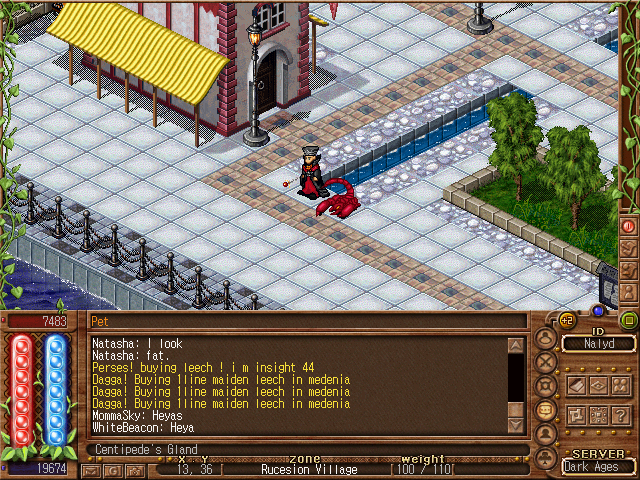 7483
Pet
+2
ID
Nalyd
Natasha: I look
Natasha: fat.
Perses! buying leech ! i m insight 44
Dagga! Buying 1line maiden leech in medenia
Dagga! Buying 1line maiden leech in medenia
Dagga! Buying 1line maiden leech in medenia
MommaSky: Heyas
WhiteBeacon: Heya
Centipede's Gland
X Y zone weight
19674
13, 36
Rucesion Village
100 / 110
SERVER
Dark Ages